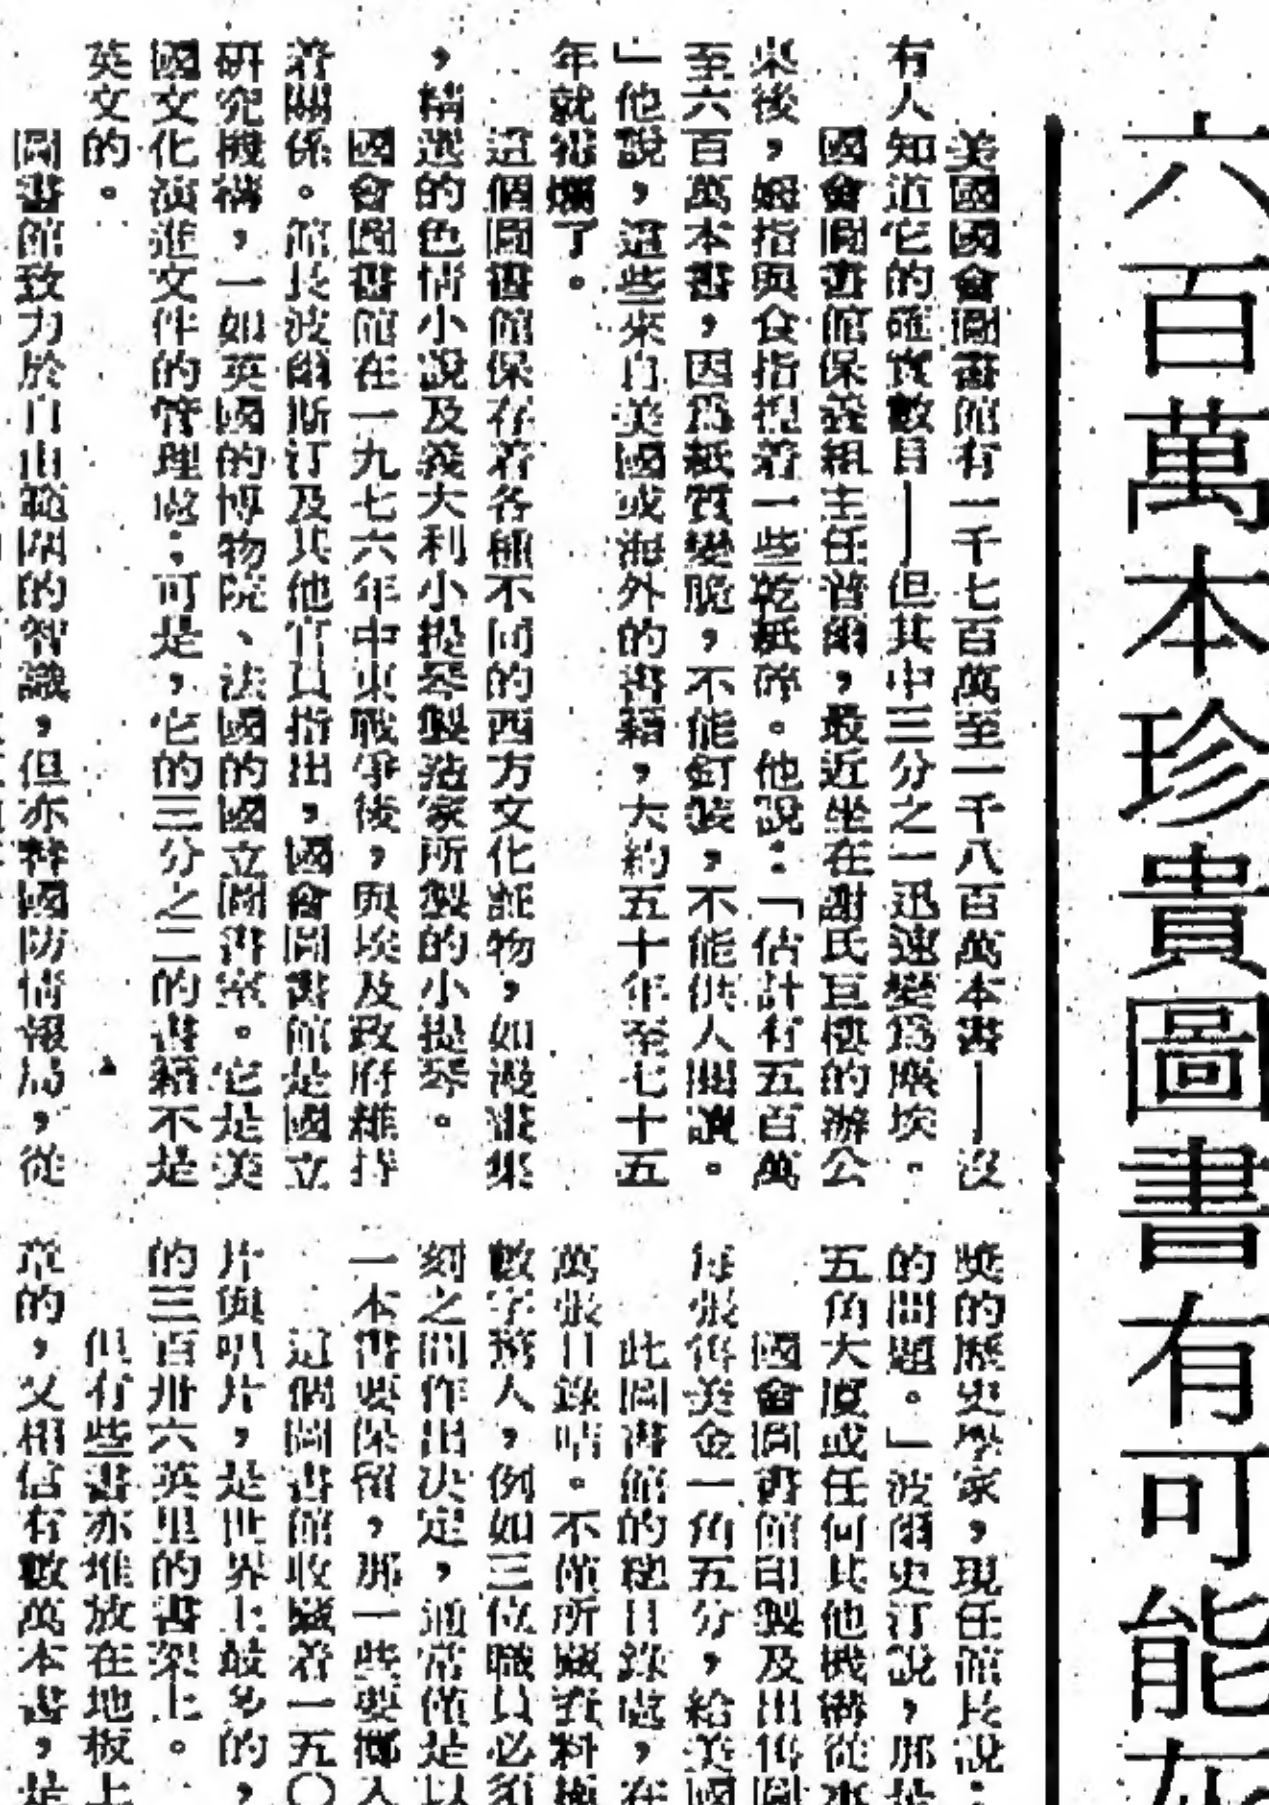 六百萬本珍貴圖書有可能在
美國國會圖書館有一千七百萬至一千八百萬本書——沒
有人知道它的確實數目——但其中三分之一迅速變爲廢埃。
國會圖書館保養組主任普爾,最近坐在謝氏巨樓的辦公
來後,姆指與食指捏着一些乾紙碎。他說:「估計有五百萬
至六百萬本書,因爲紙質變脆,不能釘裝,不能供人閱讀。
」他說,這些來自美國或海外的書籍,大約五十年至七十五
年就霉爛了。
這個圖書館保存着各種不同的西方文化証物,如漫畫集
,精選的色情小說及義大利小提琴製造家所製的小提琴。
國會圖書館在一九七六年中東戰爭後,與埃及政府維持
着關係。館長波爾斯汀及其他官員指出,國會圖書館是國立
研究機構,一如英國的博物院、法國的國立圖書室。它是美
國文化演進文件的管理處;可是,它的三分之二的書籍不是
英文的。
圖書館致力於自由範圍的智識,但亦替國防情報局,從
獎的歷史學家,現任館長說:
的問題。」波爾史汀說,那是
五角大廈或任何其他機構從來
國會圖書館印製及出售圖
每張售美金一角五分,給美國
此圖書館的總目錄處,在
萬張目錄咭。不僅所藏資料
數字驚人,例如三位職員必須
刻之間作出決定,通常僅是以
一本書要保留,那一些要擲入
這個圖書館收藏着一五〇
片與唱片,是世界上最多的,
的三百卅六英里的書架上。
但有些書亦堆放在地板上
章的,又相信有數萬本書,是